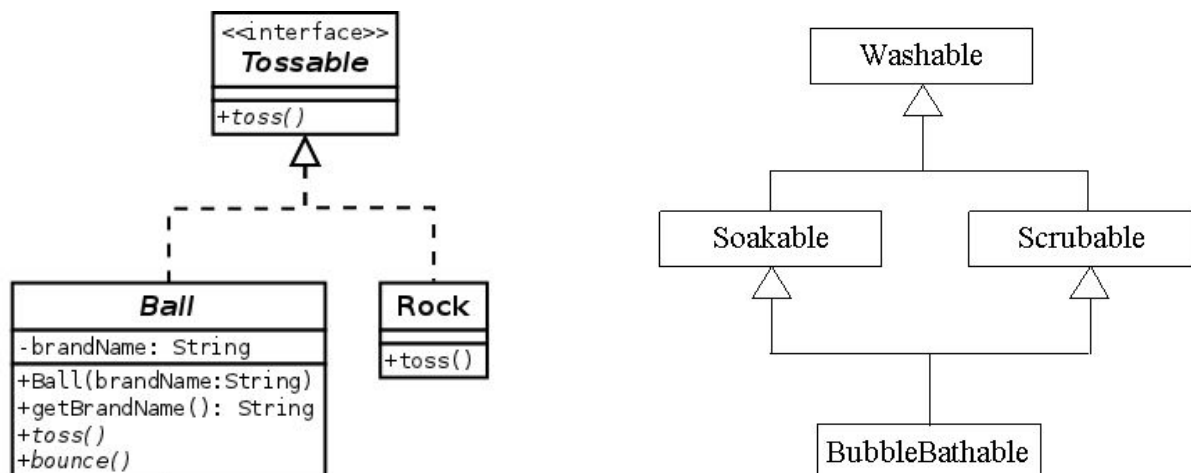 <<interface>>
Tossable
+toss()
Ball
-brandName: String
+Ball(brandName:String)
+getBrandName(): String
+toss()
+bounce()
Rock
+toss()
Washable
Soakable
Scrubable
BubbleBathable